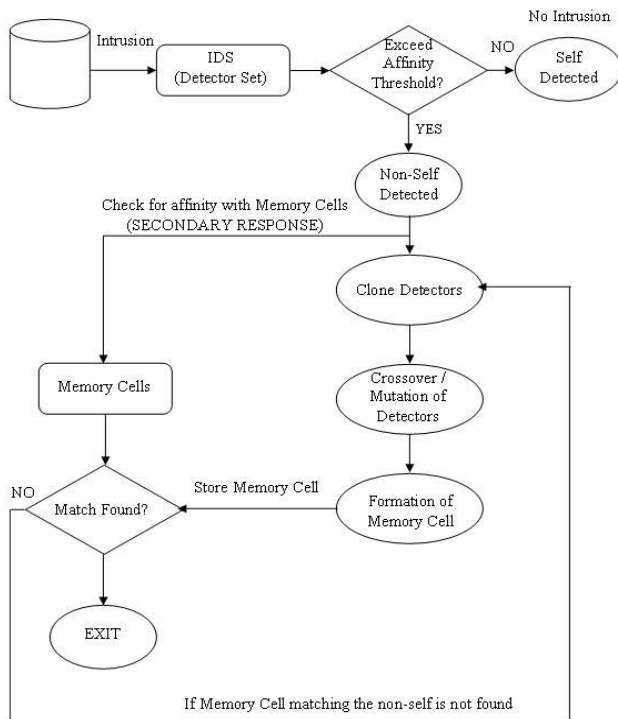 No Intrusion
Intrusion
IDS
(Detector Set)
Exceed
Affinity
Threshold?
NO
Self
Detected
YES
Non-Self
Detected
Check for affinity with Memory Cells
(SECONDARY RESPONSE)
Clone Detectors
Memory Cells
Crossover /
Mutation of
Detectors
NO
Match Found?
Store Memory Cell
Formation of
Memory Cell
EXIT
If Memory Cell matching the non-self is not found